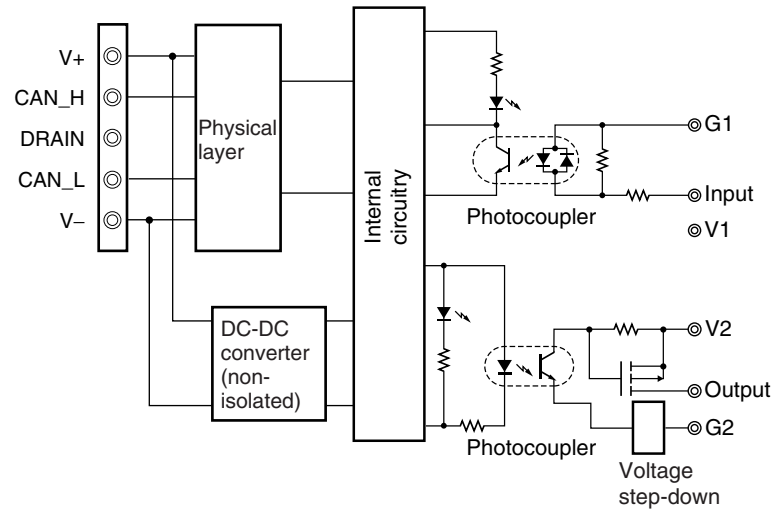 V+
CAN_H
DRAIN
CAN_L
V–
Physical
layer
DC-DC
converter
(non-
isolated)
Internal
circuitry
Photocoupler
G1
Input
V1
Photocoupler
V2
Output
G2
Voltage
step-down